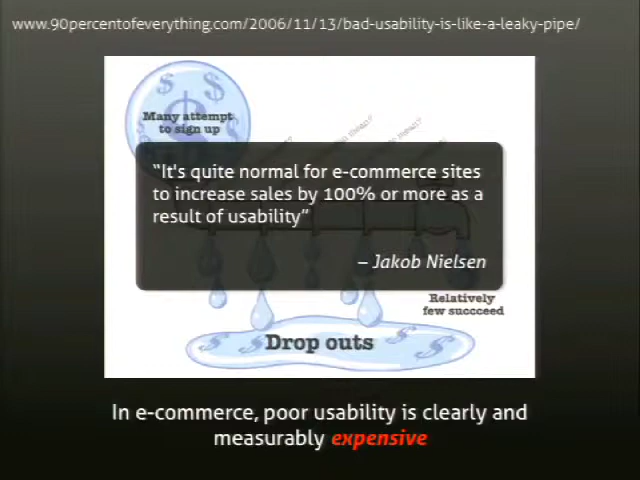 www.90percentofeverything.com/2006/11/13/bad-usability-is-like-a-leaky-pipe/
Many attempt
to sign up
“It's quite normal for e-commerce sites
to increase sales by 100% or more as a
result of usability”
– Jakob Nielsen
Relatively
few succceed
Drop outs
In e-commerce, poor usability is clearly and
measurably expensive